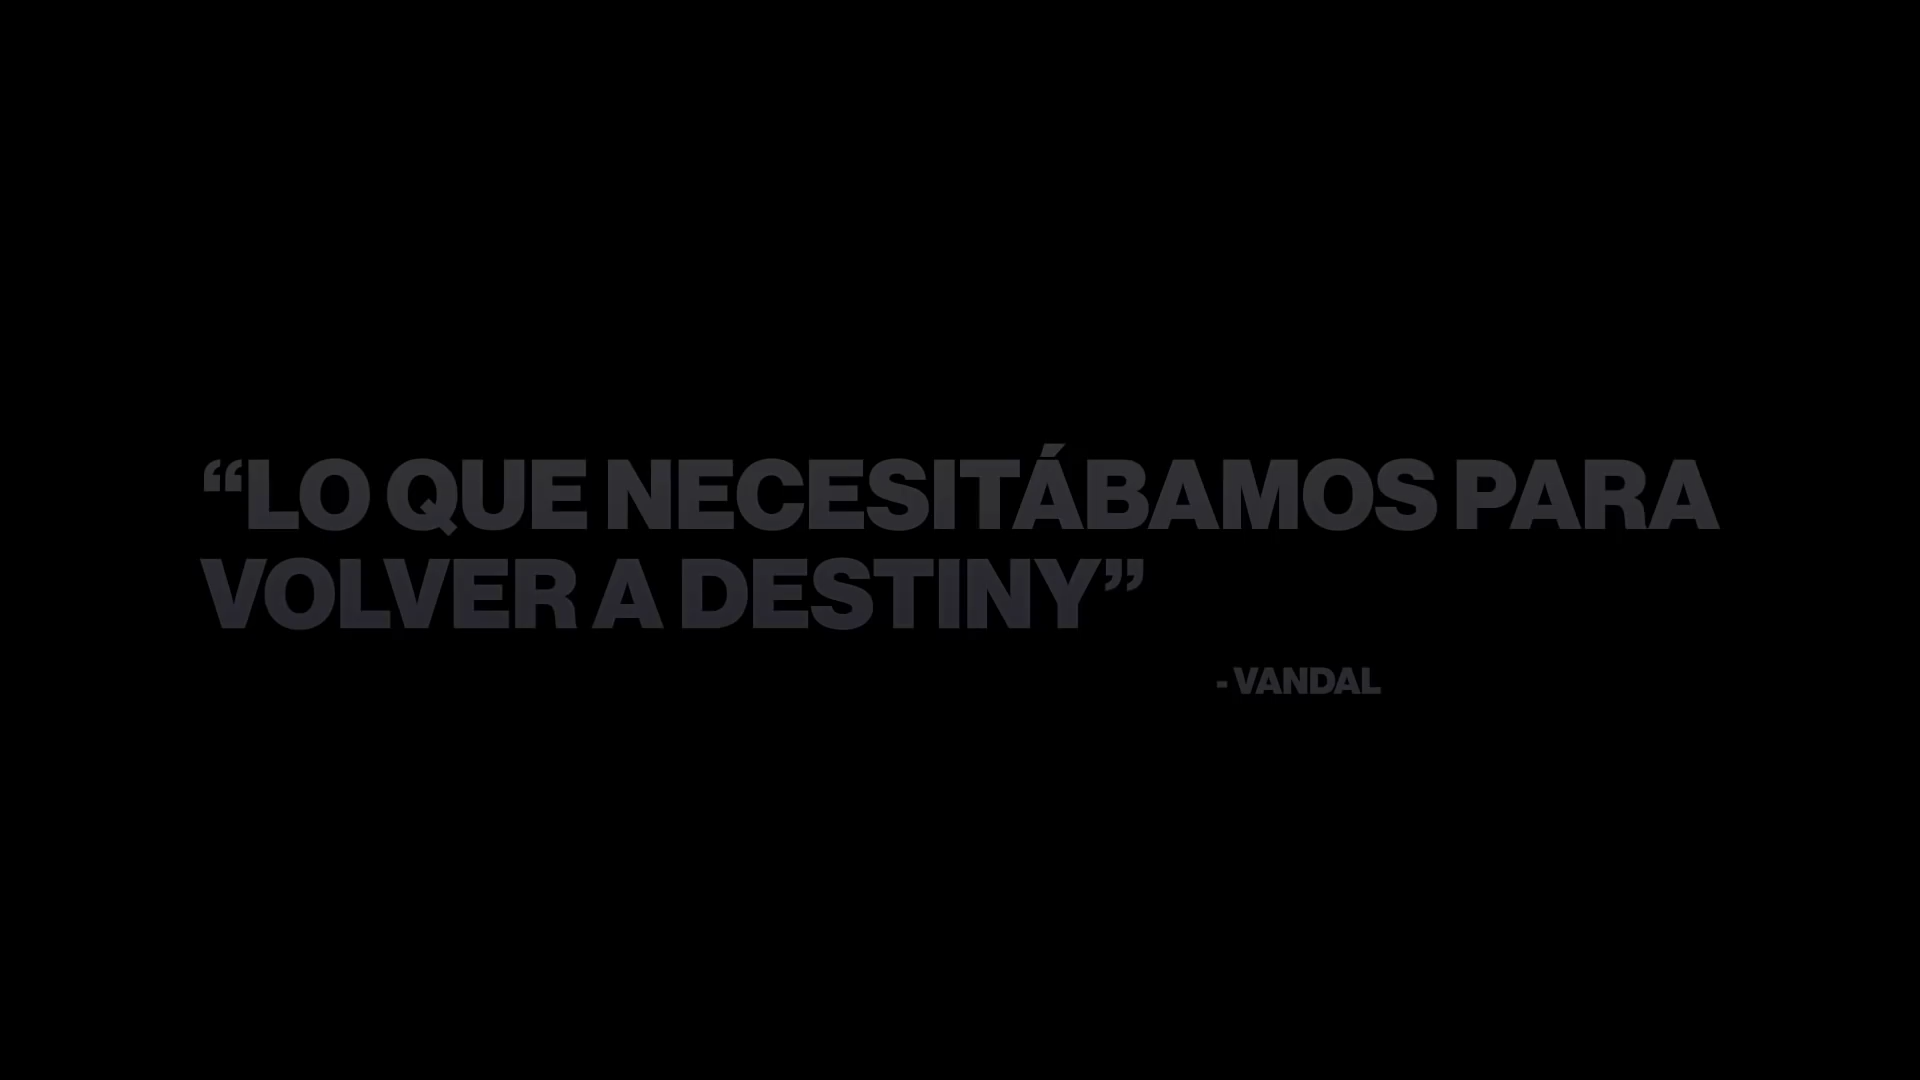 “LO QUE NECESITÁBAMOS PARA
VOLVER A DESTINY”
- VANDAL